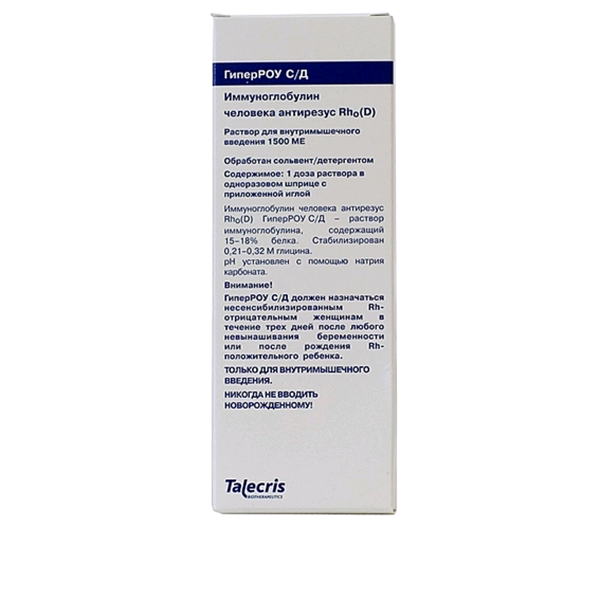 ГиперРОУ С/Д
Иммуноглобулин
человека антирезус Rho(D)
Раствор для внутримышечного
введения 1500 МЕ
Обработан сольвент/детергентом
Содержимое: 1 доза раствора в
одноразовом шприце с
приложенной иглой
Иммуноглобулин человека антирезус
Rho(D) ГиперРОУ С/Д – раствор
иммуноглобулина, содержащий
15–18% белка. Стабилизирован
0,21–0,32 М глицина.
pH установлен с помощью натрия
карбоната.
Внимание!
ГиперРОУ С/Д должен назначаться
несенсибилизированным Rh-
отрицательным женщинам в
течение трех дней после любого
невынашивания беременности
или после рождения Rh-
положительного ребенка.
ТОЛЬКО ДЛЯ ВНУТРИМЫШЕЧНОГО
ВВЕДЕНИЯ.
НИКОГДА НЕ ВВОДИТЬ
НОВОРОЖДЕННОМУ!
Talecris
BIOTHERAPEUTICS